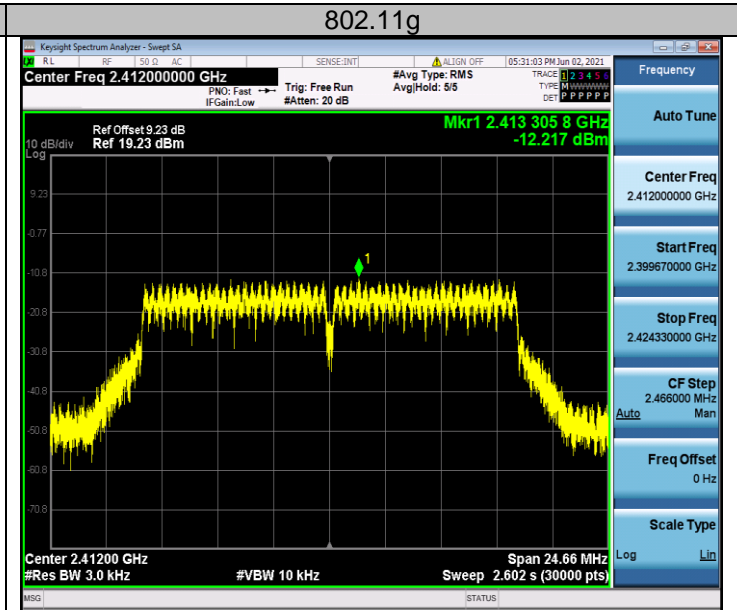 802.11g
Keysight Spectrum Analyzer - Swept SA
LXI RL RF 50 Ω AC SENSE:INT ALIGN OFF 05:31:03 PM Jun 02, 2021
Center Freq 2.412000000 GHz
PNO: Fast
IFGain:Low
Trig: Free Run
#Atten: 20 dB
#Avg Type: RMS
Avg|Hold: 5/5
TRACE 1 2 3 4 5 6
TYPE M WWWWW
DET P P P P P P
Mkr1 2.413 305 8 GHz
-12.217 dBm
Ref Offset 9.23 dB
10 dB/div Ref 19.23 dBm
Log
9.23
-0.77
-10.8
-20.8
-30.8
-40.8
-50.8
-60.8
-70.8
1
Center 2.41200 GHz Span 24.66 MHz
#Res BW 3.0 kHz #VBW 10 kHz Sweep 2.602 s (30000 pts)
MSG STATUS
Frequency
Auto Tune
Center Freq
2.412000000 GHz
Start Freq
2.399670000 GHz
Stop Freq
2.424330000 GHz
CF Step
2.466000 MHz
Auto Man
Freq Offset
0 Hz
Scale Type
Log Lin